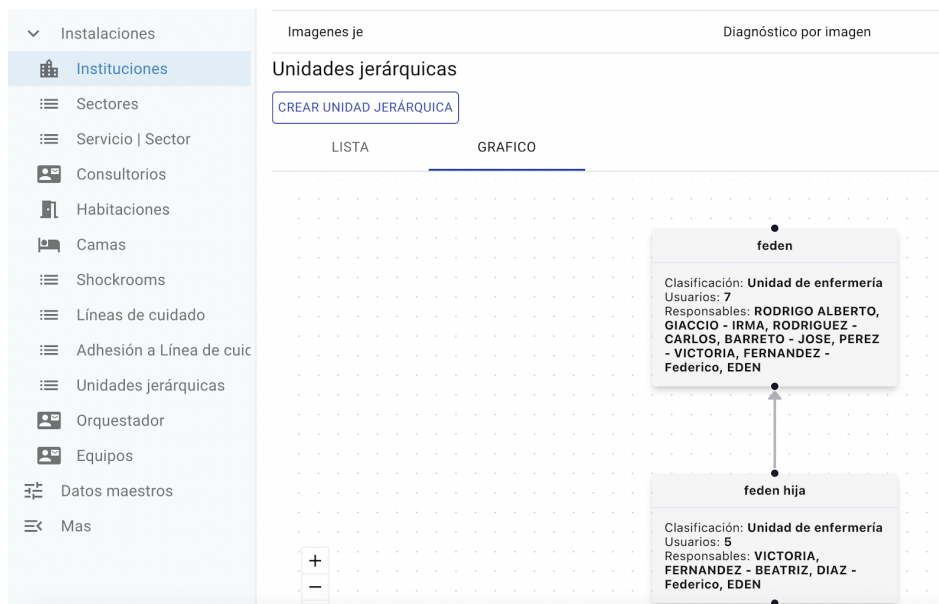 Instalaciones
Instituciones
Sectores
Servicio | Sector
Consultorios
Habitaciones
Camas
Shockrooms
Líneas de cuidado
Adhesión a Línea de cuic
Unidades jerárquicas
Orquestador
Equipos
Datos maestros
Mas
Imagenes je
Diagnóstico por imagen
Unidades jerárquicas
CREAR UNIDAD JERÁRQUICA
LISTA
GRAFICO
feden
Clasificación: Unidad de enfermería
Usuarios: 7
Responsables: RODRIGO ALBERTO,
GIACCIO - IRMA, RODRIGUEZ -
CARLOS, BARRETO - JOSE, PEREZ
- VICTORIA, FERNANDEZ -
Federico, EDEN
feden hija
Clasificación: Unidad de enfermería
Usuarios: 5
Responsables: VICTORIA,
FERNANDEZ - BEATRIZ, DIAZ -
Federico, EDEN
+
−